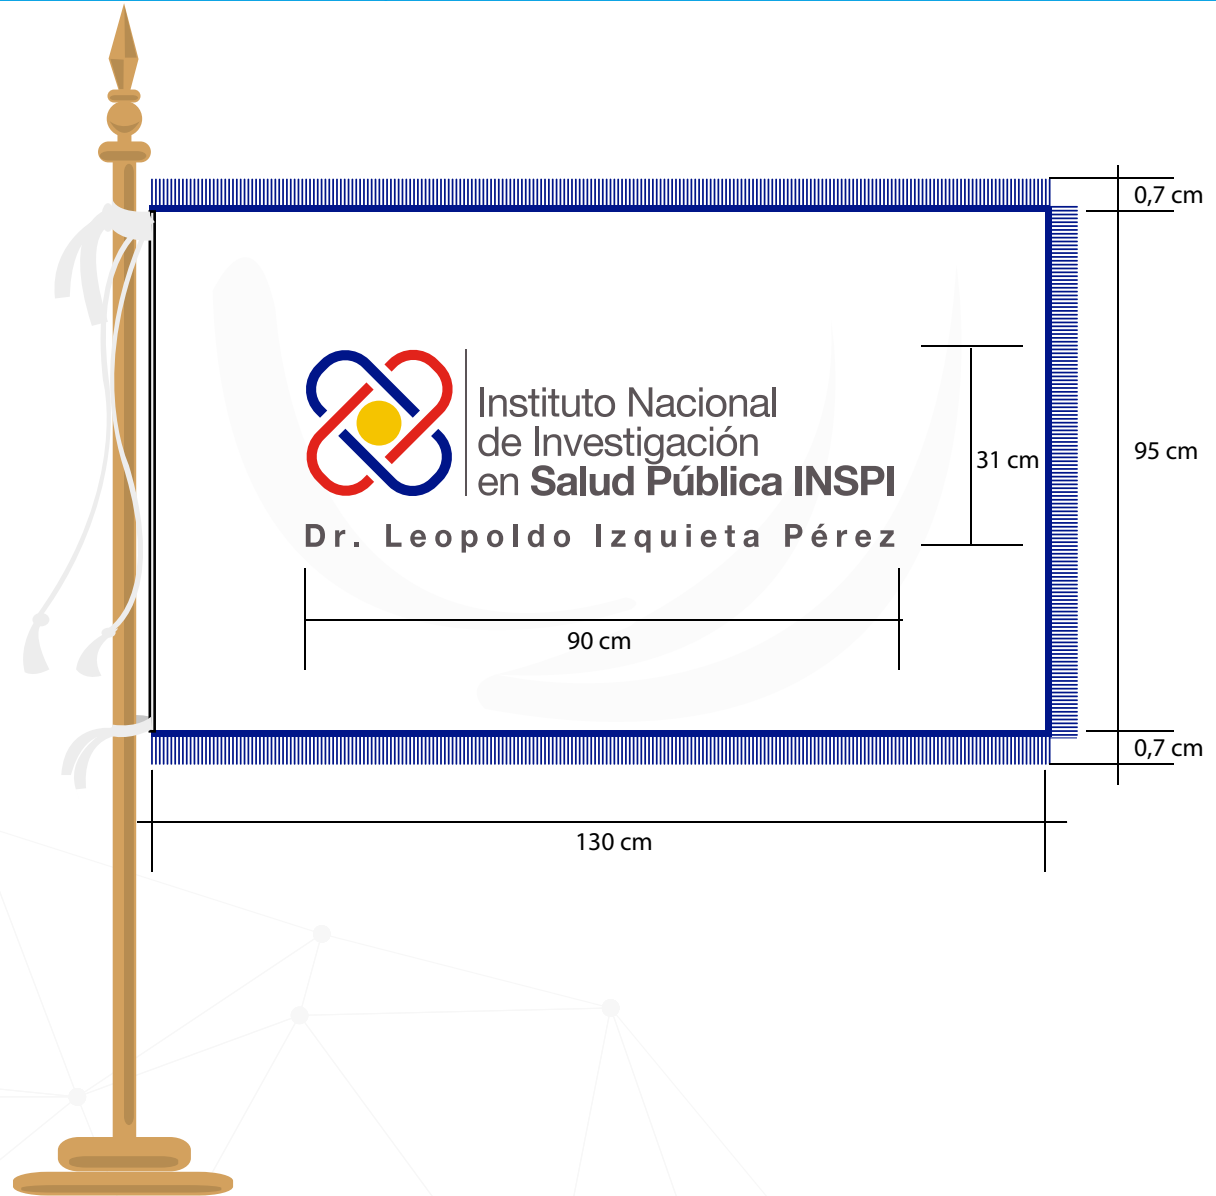 0,7 cm
Instituto Nacional
de Investigación
en Salud Pública INSPI
Dr. Leopoldo Izquieta Pérez
31 cm
95 cm
90 cm
0,7 cm
130 cm